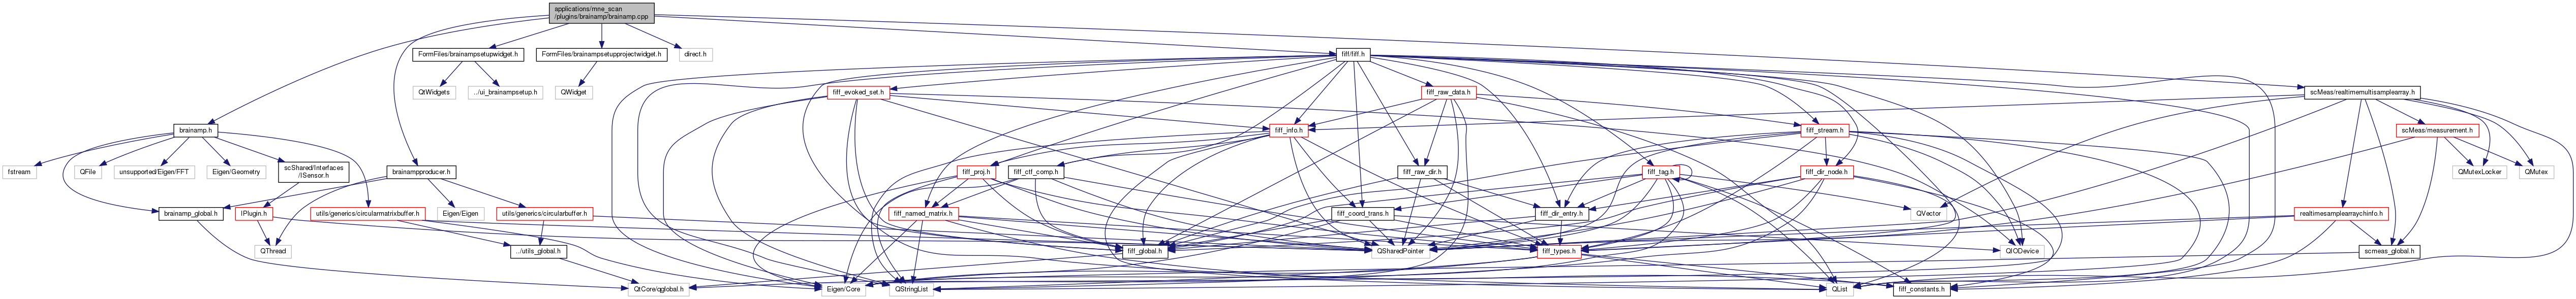 applications/mne_scan
/plugins/brainamp/brainamp.cpp
FormFiles/brainampsetupwidget.h
FormFiles/brainampsetupprojectwidget.h
direct.h
fiff/fiff.h
QtWidgets
../ui_brainampsetup.h
QWidget
fiff_evoked_set.h
fiff_raw_data.h
scMeas/realtimemultisamplearray.h
brainamp.h
fiff_info.h
fiff_stream.h
scMeas/measurement.h
fstream
QFile
unsupported/Eigen/FFT
Eigen/Geometry
scShared/Interfaces
/ISensor.h
brainampproducer.h
fiff_proj.h
fiff_ctf_comp.h
fiff_raw_dir.h
fiff_tag.h
fiff_dir_node.h
QMutexLocker
QMutex
brainamp_global.h
IPlugin.h
utils/generics/circularmatrixbuffer.h
Eigen/Eigen
utils/generics/circularbuffer.h
fiff_named_matrix.h
fiff_coord_trans.h
fiff_dir_entry.h
QVector
realtimesamplearraychinfo.h
QThread
../utils_global.h
fiff_global.h
QSharedPointer
fiff_types.h
QIODevice
scmeas_global.h
QtCore/qglobal.h
Eigen/Core
QStringList
QList
fiff_constants.h